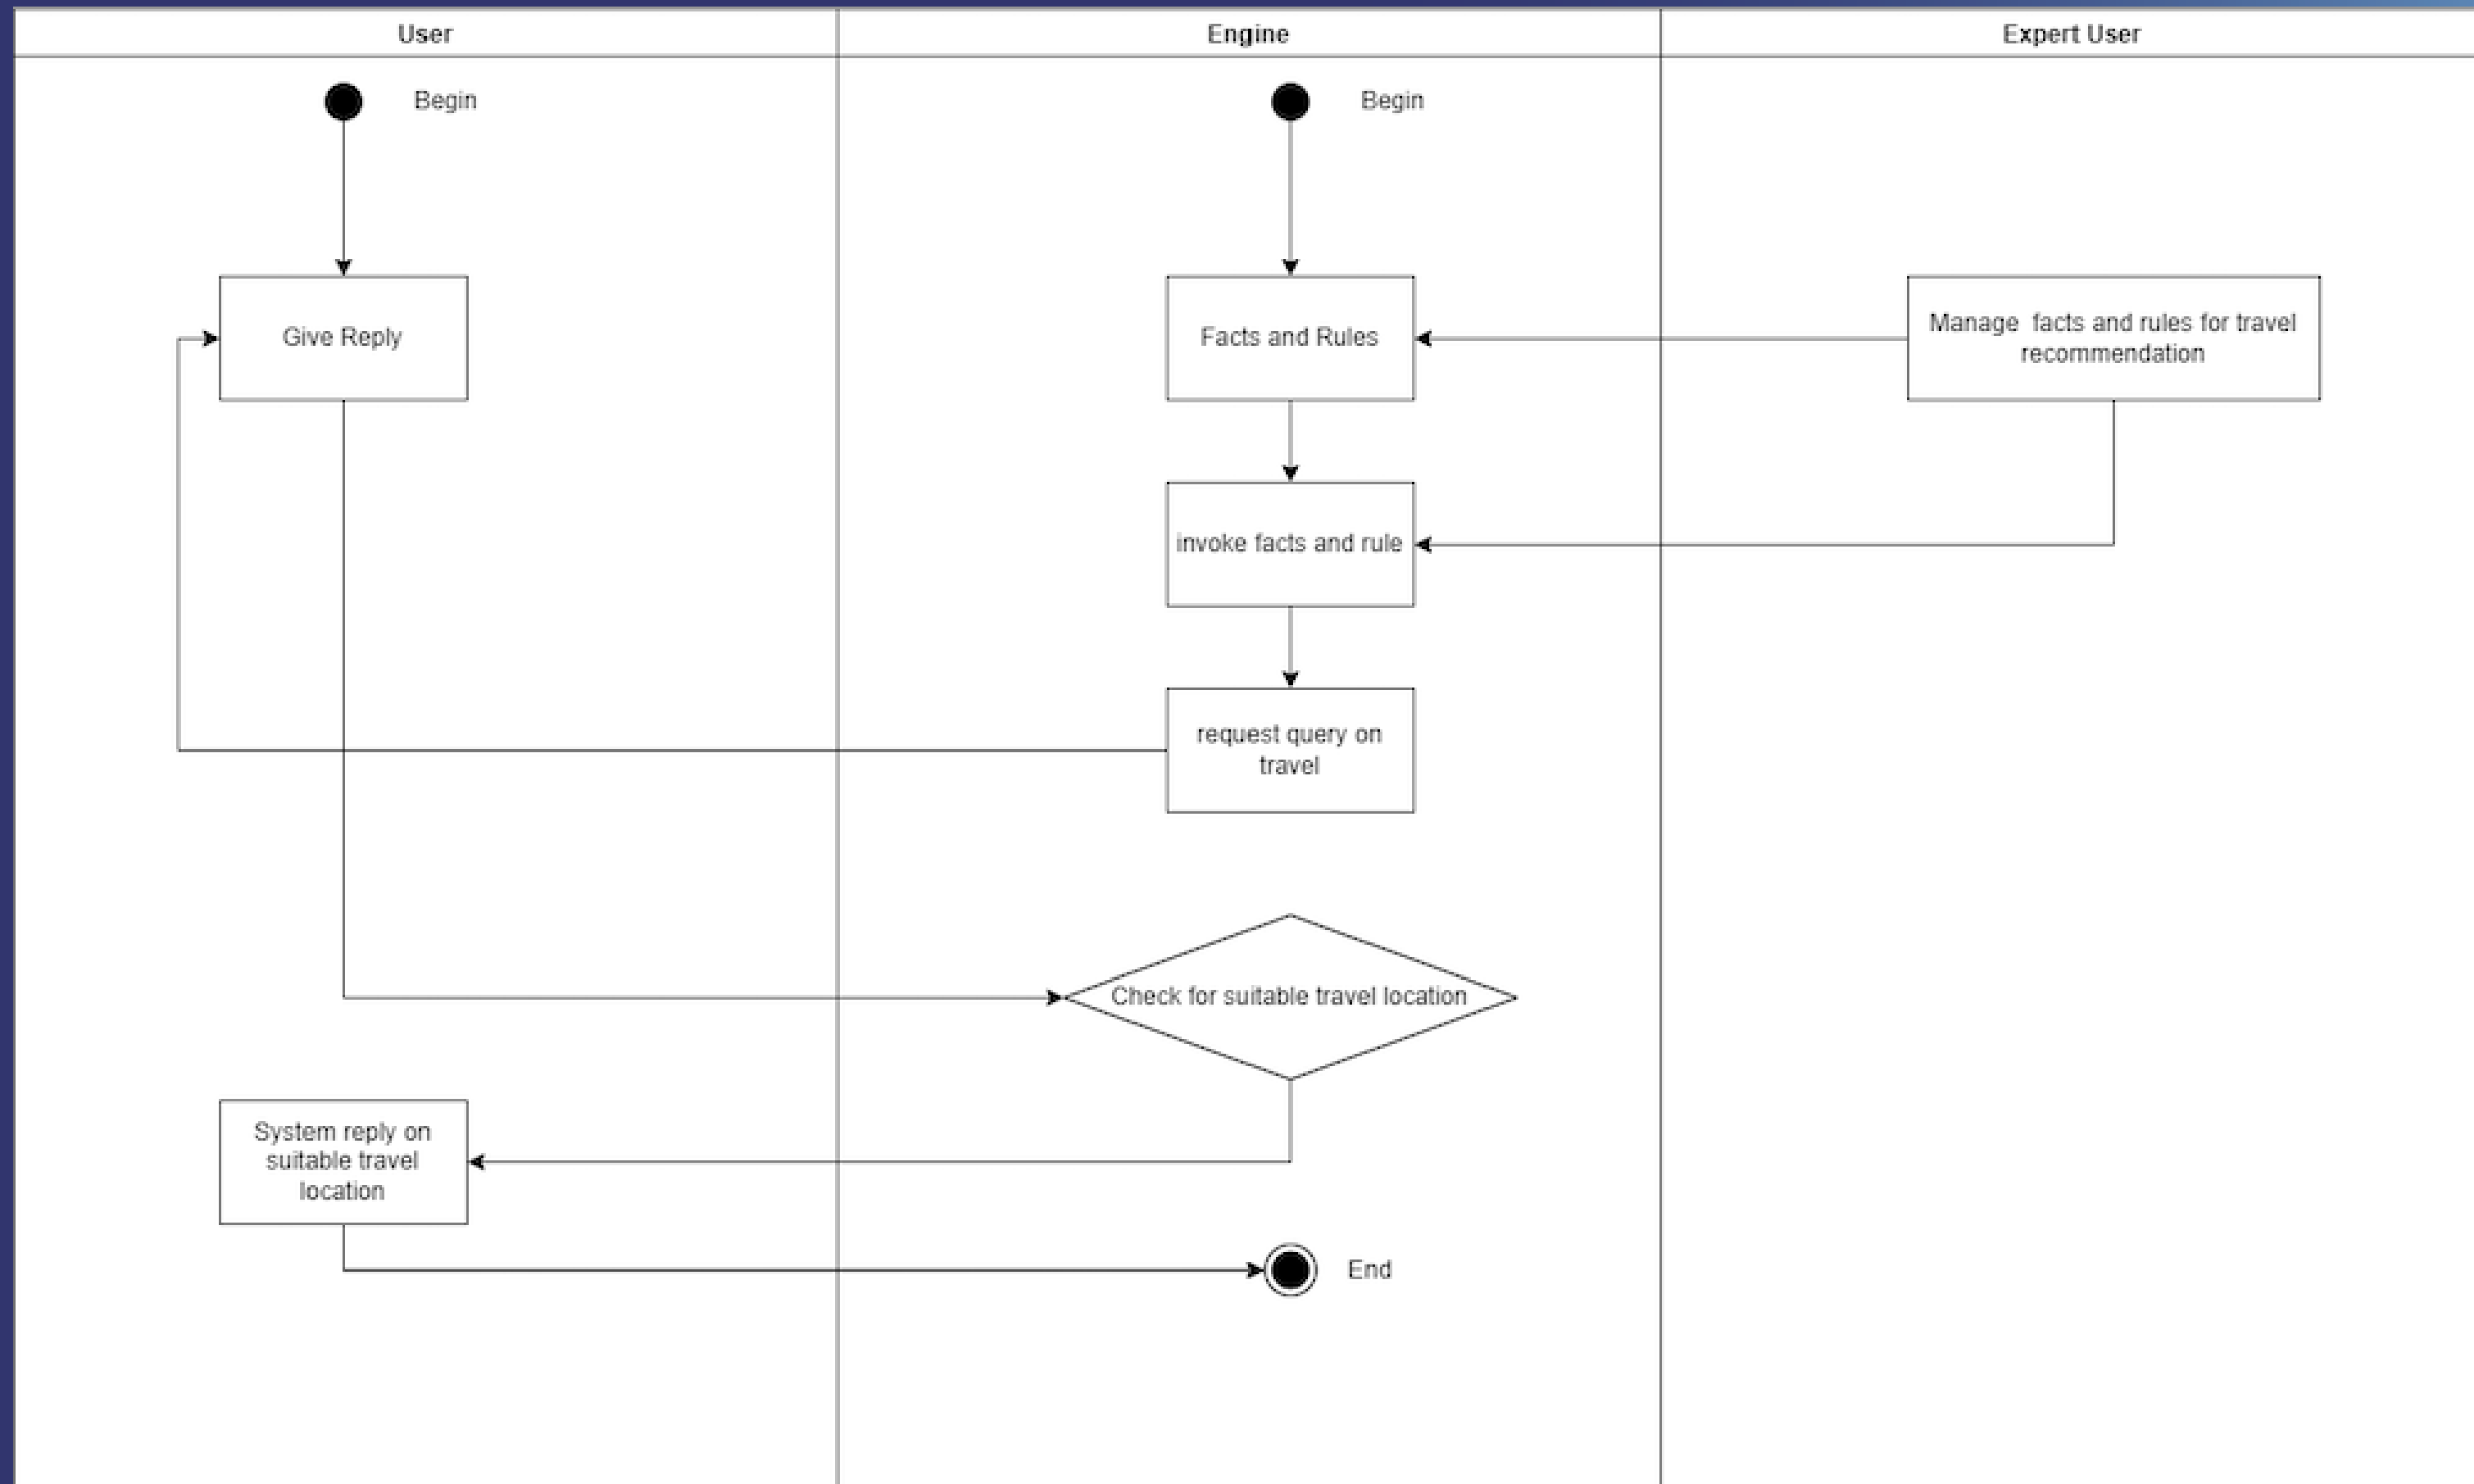 User
Engine
Expert User
Begin
Begin
Give Reply
Facts and Rules
Manage  facts and rules for travel
recommendation
invoke facts and rule
request query on
travel
Check for suitable travel location
System reply on
suitable travel
location
End